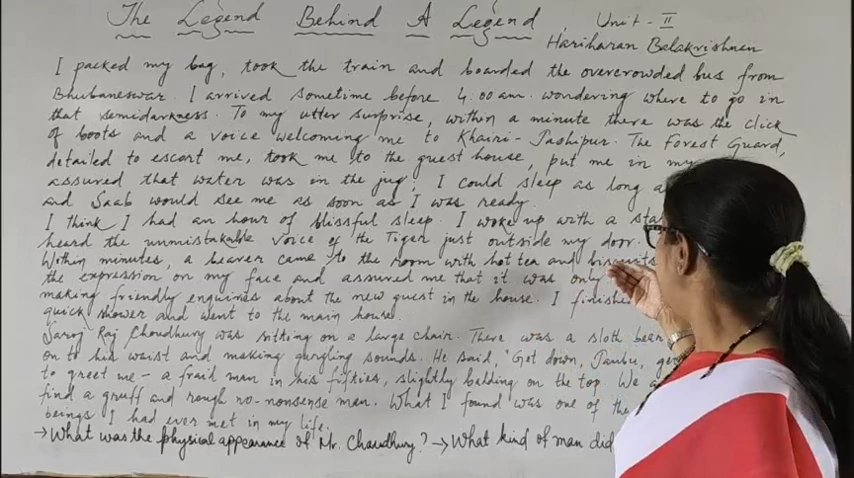 The Legend Behind A Legend
Unit - II
Hariharan Balakrishnan
I packed my bag, took the train and boarded the overcrowded bus from
Bhubaneswar. I arrived sometime before 4:00 am. wondering where to go in
that semidarkness. To my utter surprise, within a minute there was the click
of boots and a voice welcoming me to Khairi - Jashipur. The Forest Guard,
detailed to escort me, took me to the guest house, put me in my
assured that water was in the jug; I could sleep as long a
and Saab would see me as soon as I was ready.
I think I had an hour of blissful sleep. I woke up with a sta
heard the unmistakable voice of the Tiger just outside my door.
Within minutes, a bearer came to the room with hot tea and biscuits
the expression on my face and assured me that it was only
making friendly enquiries about the new guest in the house. I finished
quick shower and went to the main house.
Saroj Raj Choudhury was sitting on a large chair. There was a sloth bear
on to his waist and making gurgling sounds. He said, "Get down, Jambu, ge
to greet me - a fraid man in his fifties, slightly balding on the top. We a
find a gruff and rough no-nonsense man. What I found was one of the
beings I had ever met in my life.
→ What was the physical appearance of Mr. Chaudhury? → What kind of man did